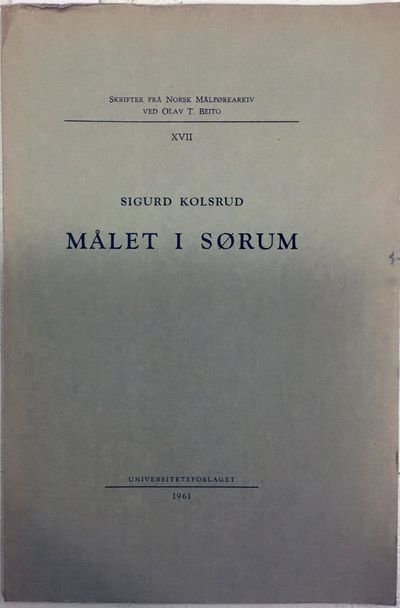 SKRIFTER FRÅ NORSK MÅLFØREARKIV
VED OLAV T. BEITO
XVII
SIGURD KOLSRUD
MÅLET I SØRUM
UNIVERSITETSFORLAGET
1961